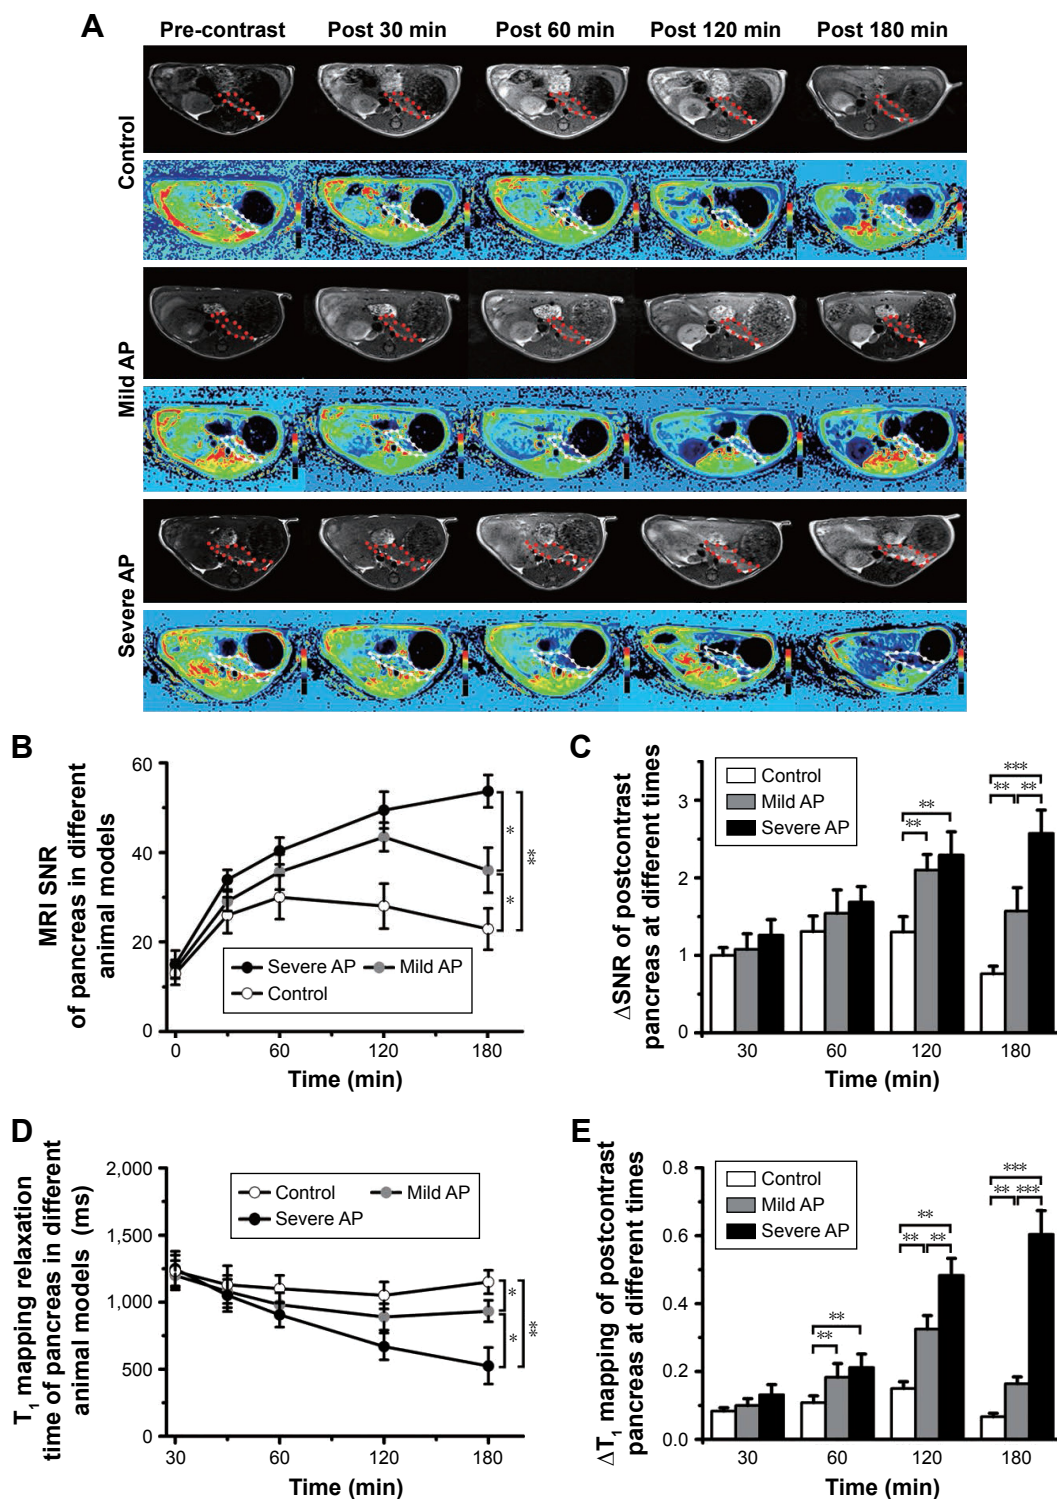 A
Pre-contrast Post 30 min Post 60 min Post 120 min Post 180 min
Control
Mild AP
Severe AP
B
MRI SNR
of pancreas in different
animal models
60
40
20
0
0 60 120 180
Time (min)
Severe AP Mild AP
Control
*
*
**
C
ΔSNR of postcontrast
pancreas at different times
3
2
1
0
30 60 120 180
Time (min)
Control
Mild AP
Severe AP
**
**
***
** **
D
T1 mapping relaxation
time of pancreas in different
animal models (ms)
2,000
1,500
1,000
500
0
30 60 120 180
Time (min)
Control Mild AP
Severe AP
*
*
**
E
ΔT1 mapping of postcontrast
pancreas at different times
0.8
0.6
0.4
0.2
0.0
30 60 120 180
Time (min)
Control
Mild AP
Severe AP
**
**
**
** **
***
** ***